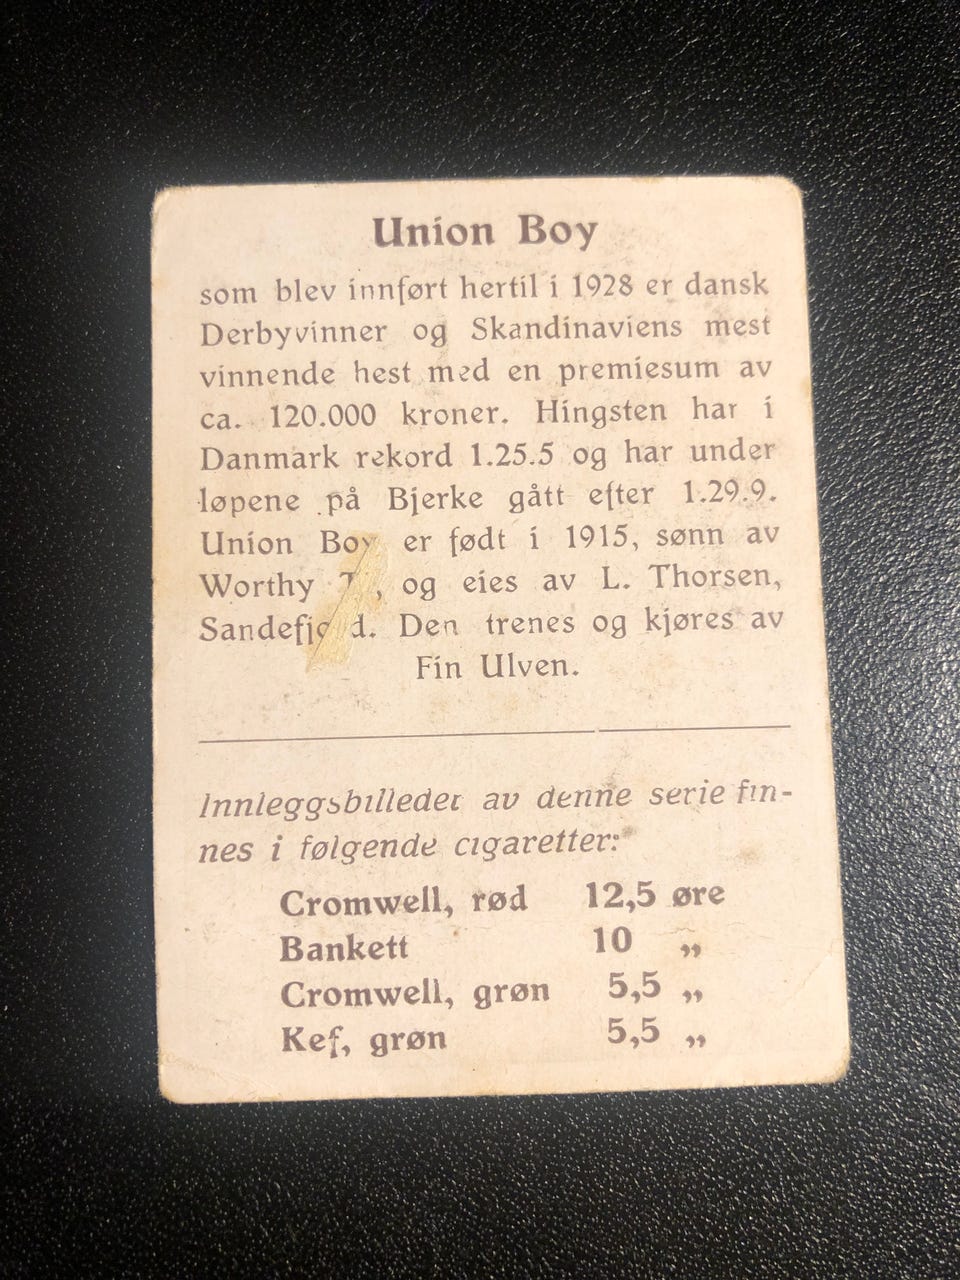 Union Boy
som blev innført hertil i 1928 er dansk
Derbyvinner og Skandinaviens mest
vinnende hest med en premiesum av
ca. 120.000 kroner. Hingsten har i
Danmark rekord 1.25.5 og har under
løpene på Bjerke gått efter 1.29.9.
Union Boy er født i 1915, sønn av
Worthy , og eies av L. Thorsen,
Sandefjord. Den trenes og kjøres av
Fin Ulven.
Innleggsbilleder av denne serie fin-
nes i følgende cigaretter:
Cromwell, rød 12,5 øre
Bankett 10 „
Cromwell, grøn 5,5 „
Kef, grøn 5,5 „